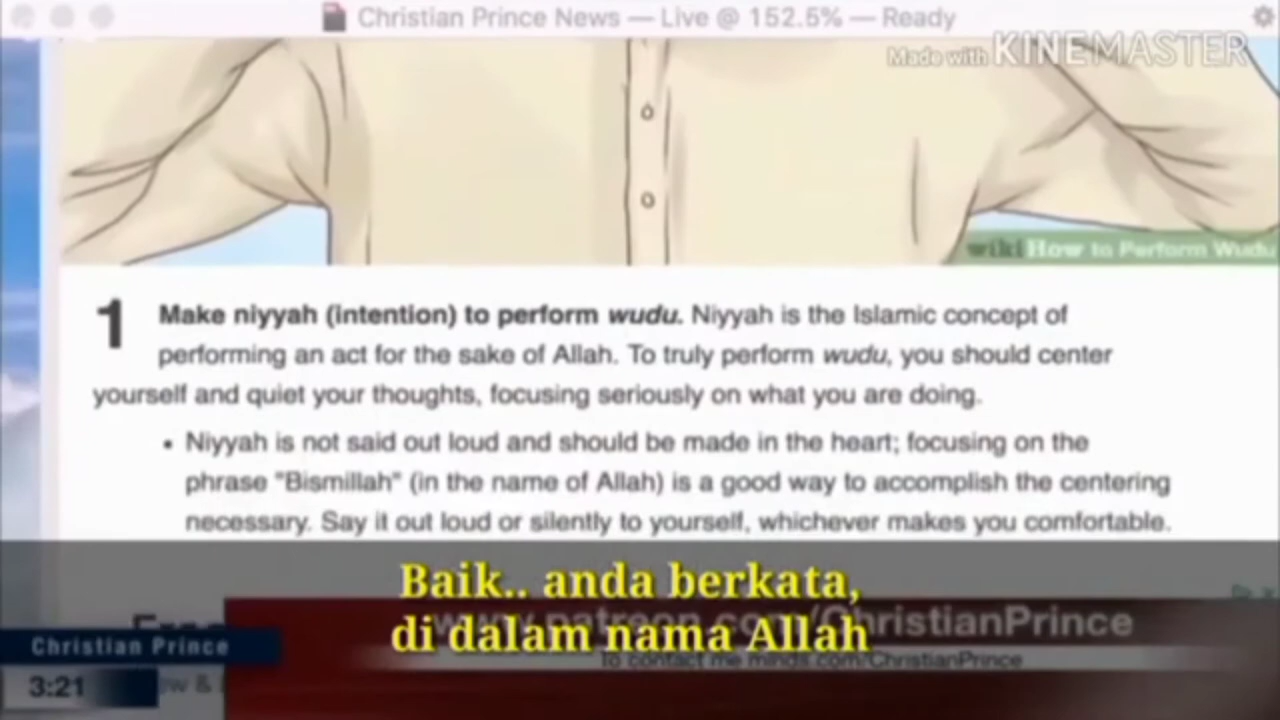 Christian Prince News — Live @ 152.5% — Ready
Made with KINEMASTER
wikiHow to Perform Wudu
1 Make niyyah (intention) to perform wudu. Niyyah is the Islamic concept of
performing an act for the sake of Allah. To truly perform wudu, you should center
yourself and quiet your thoughts, focusing seriously on what you are doing.
• Niyyah is not said out loud and should be made in the heart; focusing on the
phrase "Bismillah" (in the name of Allah) is a good way to accomplish the centering
necessary. Say it out loud or silently to yourself, whichever makes you comfortable.
Baik.. anda berkata,
di dalam nama Allah
www.patreon.com/ChristianPrince
To contact me minds.com/ChristianPrince
Christian Prince
3:21